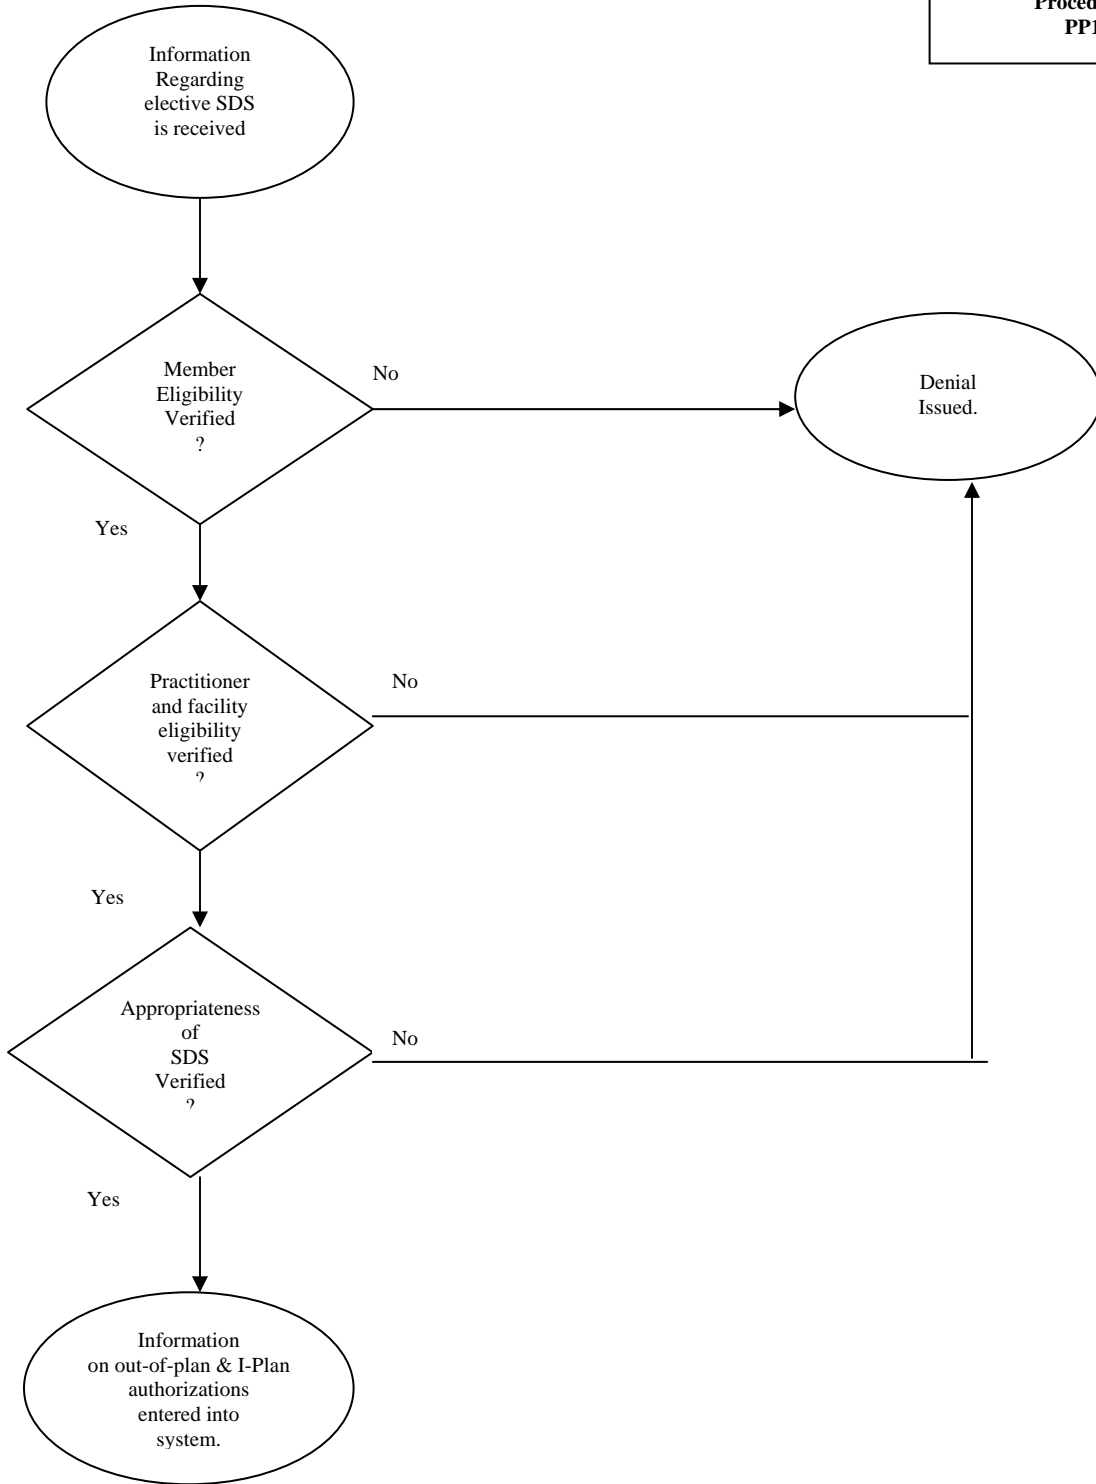 PP1
Information
Regarding
elective SDS
is received
Member
Eligibility
Verified
?
No
Denial
Issued.
Yes
Practitioner
and facility
eligibility
verified
?
No
Yes
Appropriateness
of
SDS
Verified
?
No
Yes
Information
on out-of-plan & I-Plan
authorizations
entered into
system.